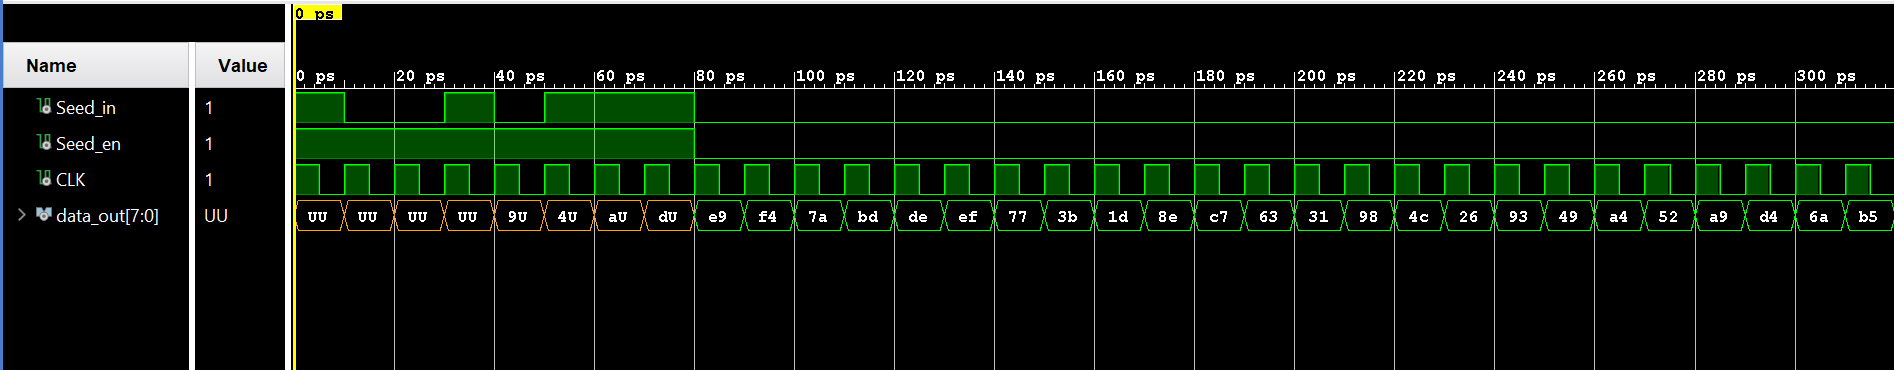 0 ps
Name Value
0 ps 20 ps 40 ps 60 ps 80 ps 100 ps 120 ps 140 ps 160 ps 180 ps 200 ps 220 ps 240 ps 260 ps 280 ps 300 ps
Seed_in 1
Seed_en 1
CLK 1
data_out[7:0] UU UU UU UU UU 9U 4U aU dU e9 f4 7a bd de ef 77 3b 1d 8e c7 63 31 98 4c 26 93 49 a4 52 a9 d4 6a b5